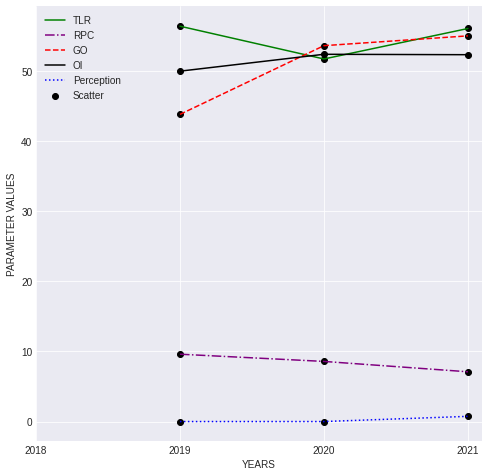 TLR
RPC
GO
OI
Perception
Scatter
PARAMETER VALUES
50
40
30
20
10
0
2018
2019
2020
2021
YEARS